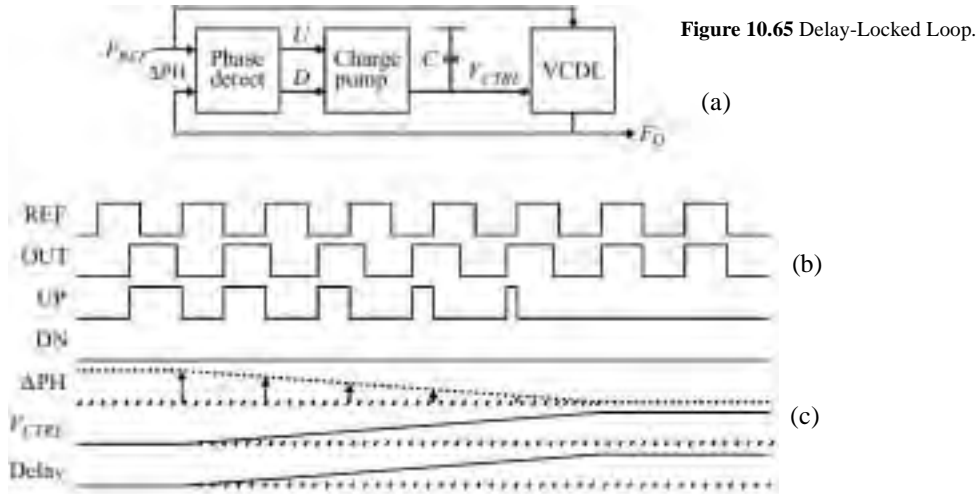 Figure 10.65 Delay-Locked Loop.
F_REF
ΔPH
Phase detect
U
D
Charge pump
C
V_CTRL
VCDL
F_O
(a)
REF
OUT
UP
DN
(b)
ΔPH
V_CTRL
Delay
(c)